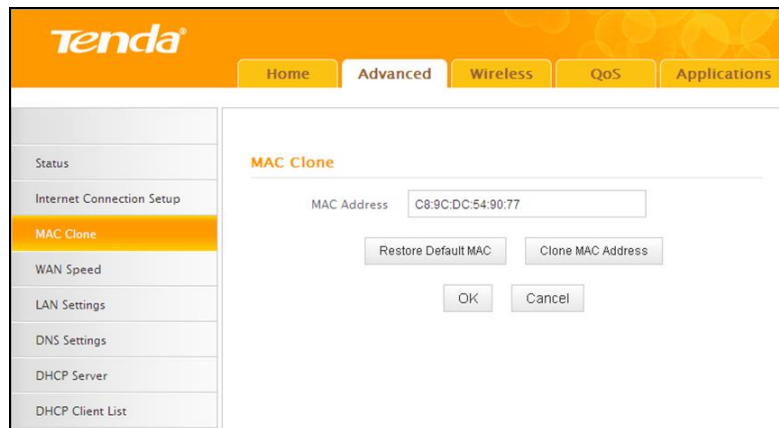 Tenda®
Home Advanced Wireless QoS Applications
Status
Internet Connection Setup
MAC Clone
WAN Speed
LAN Settings
DNS Settings
DHCP Server
DHCP Client List
MAC Clone
MAC Address C8:9C:DC:54:90:77
Restore Default MAC Clone MAC Address
OK Cancel